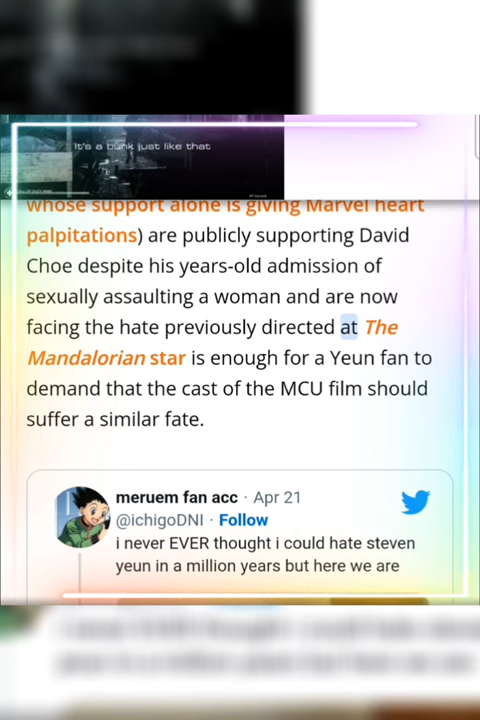 It's a bunk just like that
whose support alone is giving Marvel heart
palpitations) are publicly supporting David
Choe despite his years-old admission of
sexually assaulting a woman and are now
facing the hate previously directed at The
Mandalorian star is enough for a Yeun fan to
demand that the cast of the MCU film should
suffer a similar fate.
meruem fan acc · Apr 21
@ichigoDNI · Follow
i never EVER thought i could hate steven
yeun in a million years but here we are